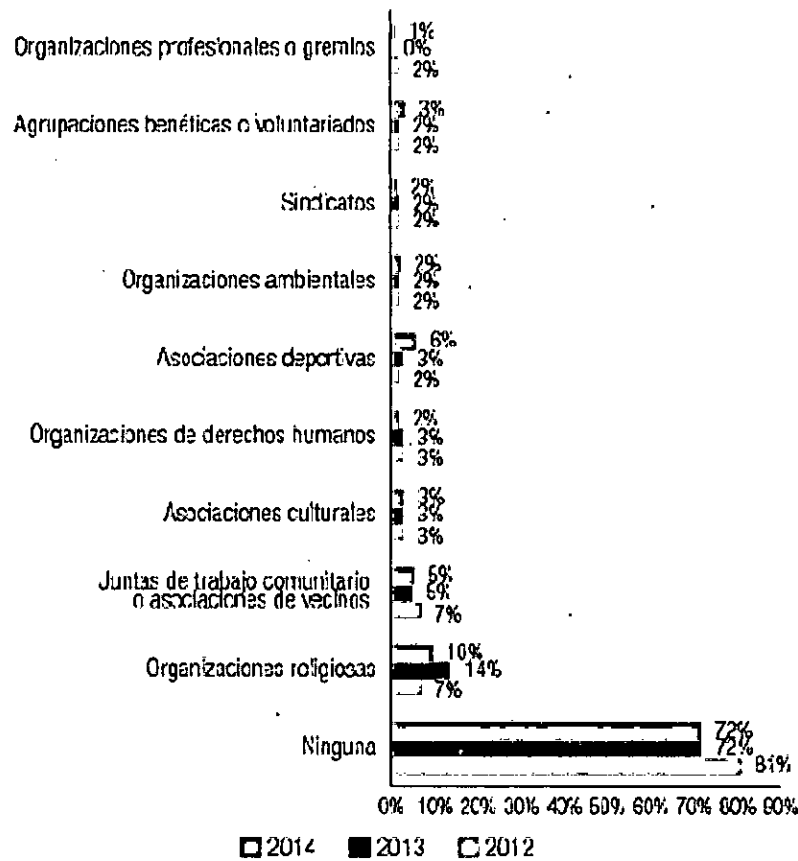 Organizaciones profesionales o gremios
1%
0%
2%
Agrupaciones benéticas o voluntariados
3%
2%
2%
Sindicatos
2%
2%
2%
Organizaciones ambientales
2%
2%
2%
Asociaciones deportivas
6%
3%
2%
Organizaciones de derechos humanos
2%
3%
3%
Asociaciones culturales
3%
3%
3%
Juntas de trabajo comunitario
o asociaciones de vecinos
7%
Organizaciones religiosas
10%
14%
7%
Ninguna
72%
72%
81%
0% 10% 20% 30% 40% 50% 60% 70% 80% 90%
2014 2013 2012